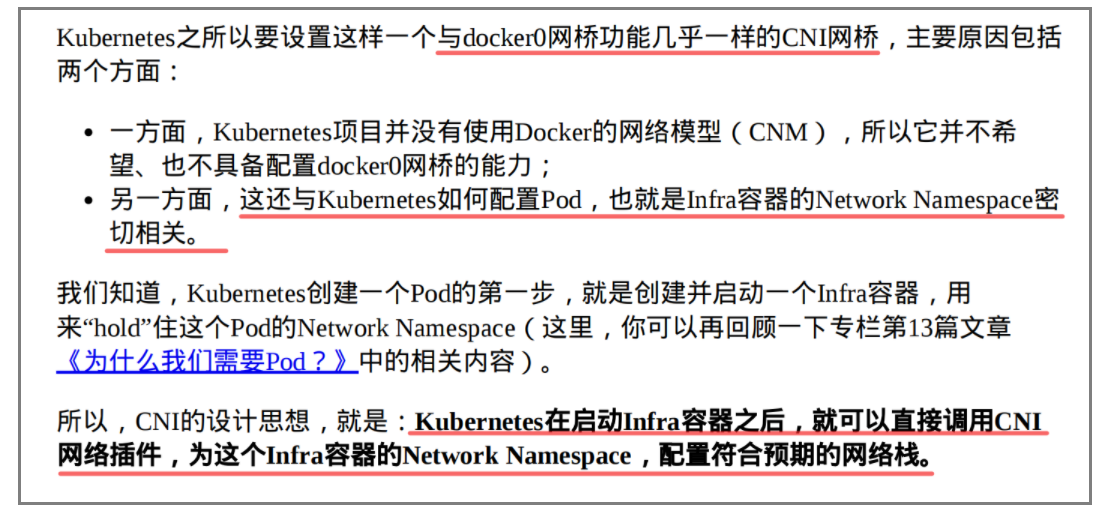 Kubernetes之所以要设置这样一个与docker0网桥功能几乎一样的CNI网桥，主要原因包括
两个方面：
• 一方面，Kubernetes项目并没有使用Docker的网络模型（CNM），所以它并不希
望、也不具备配置docker0网桥的能力；
• 另一方面，这还与Kubernetes如何配置Pod，也就是Infra容器的Network Namespace密
切相关。
我们知道，Kubernetes创建一个Pod的第一步，就是创建并启动一个Infra容器，用
来“hold”住这个Pod的Network Namespace（这里，你可以再回顾一下专栏第13篇文章
《为什么我们需要Pod？》中的相关内容）。
所以，CNI的设计思想，就是：Kubernetes在启动Infra容器之后，就可以直接调用CNI
网络插件，为这个Infra容器的Network Namespace，配置符合预期的网络栈。